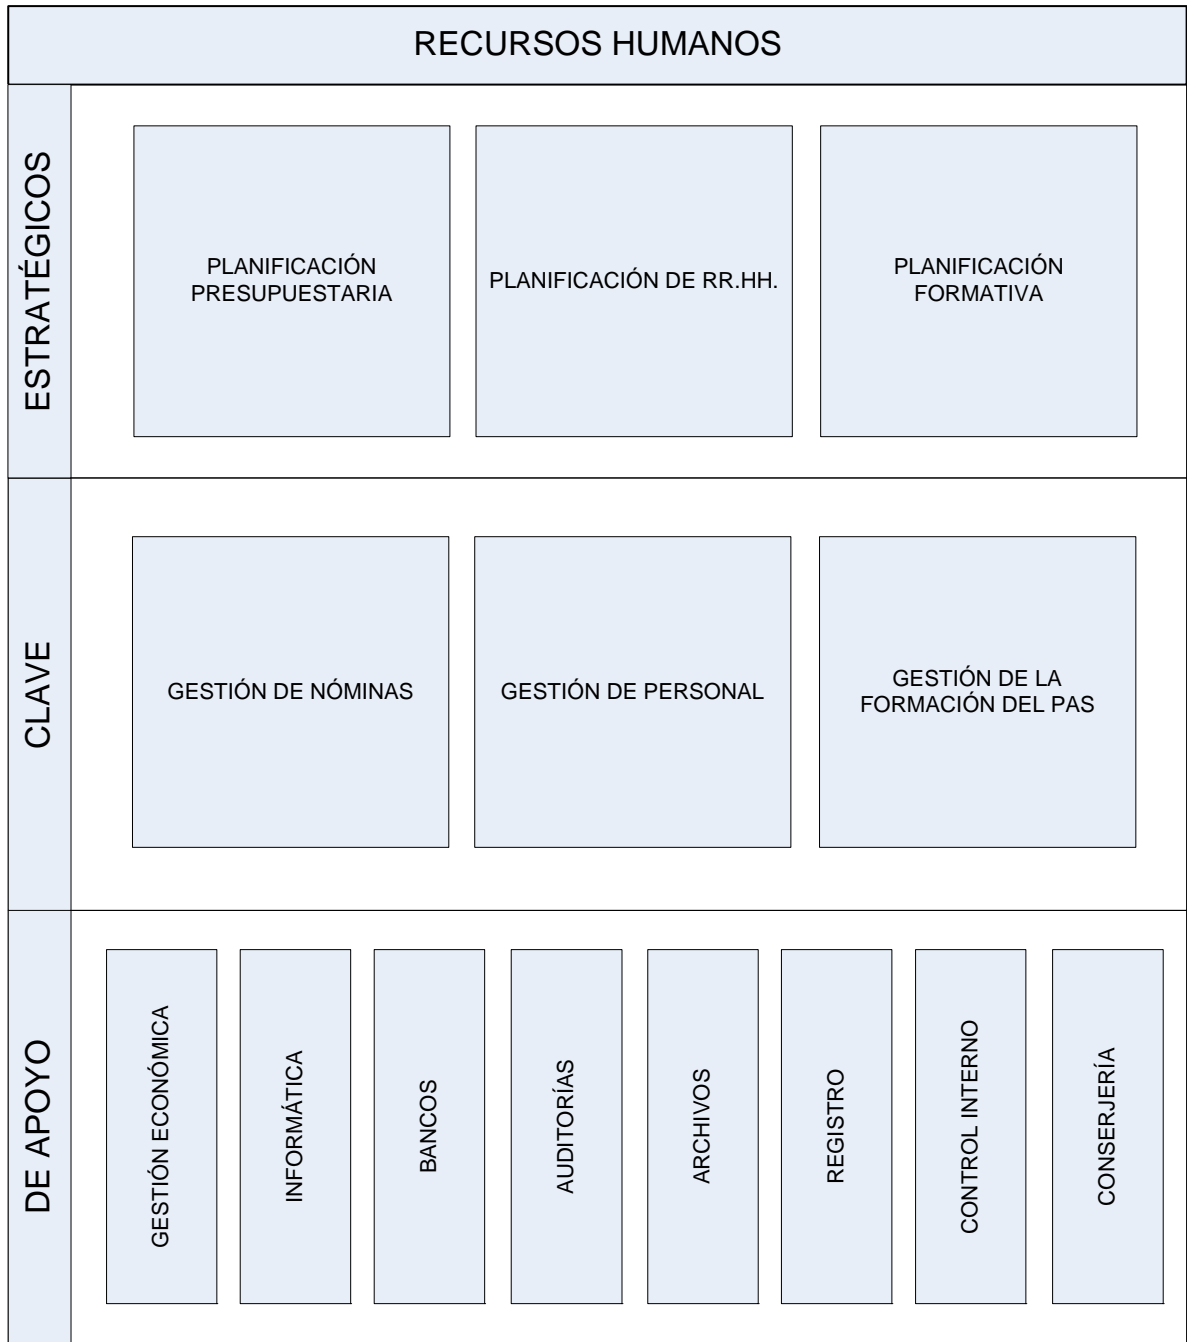 RECURSOS HUMANOS
ESTRATÉGICOS
PLANIFICACIÓN
PRESUPUESTARIA
PLANIFICACIÓN DE RR.HH.
PLANIFICACIÓN
FORMATIVA
CLAVE
GESTIÓN DE NÓMINAS
GESTIÓN DE PERSONAL
GESTIÓN DE LA
FORMACIÓN DEL PAS
DE APOYO
GESTIÓN ECONÓMICA
INFORMÁTICA
BANCOS
AUDITORÍAS
ARCHIVOS
REGISTRO
CONTROL INTERNO
CONSERJERÍA